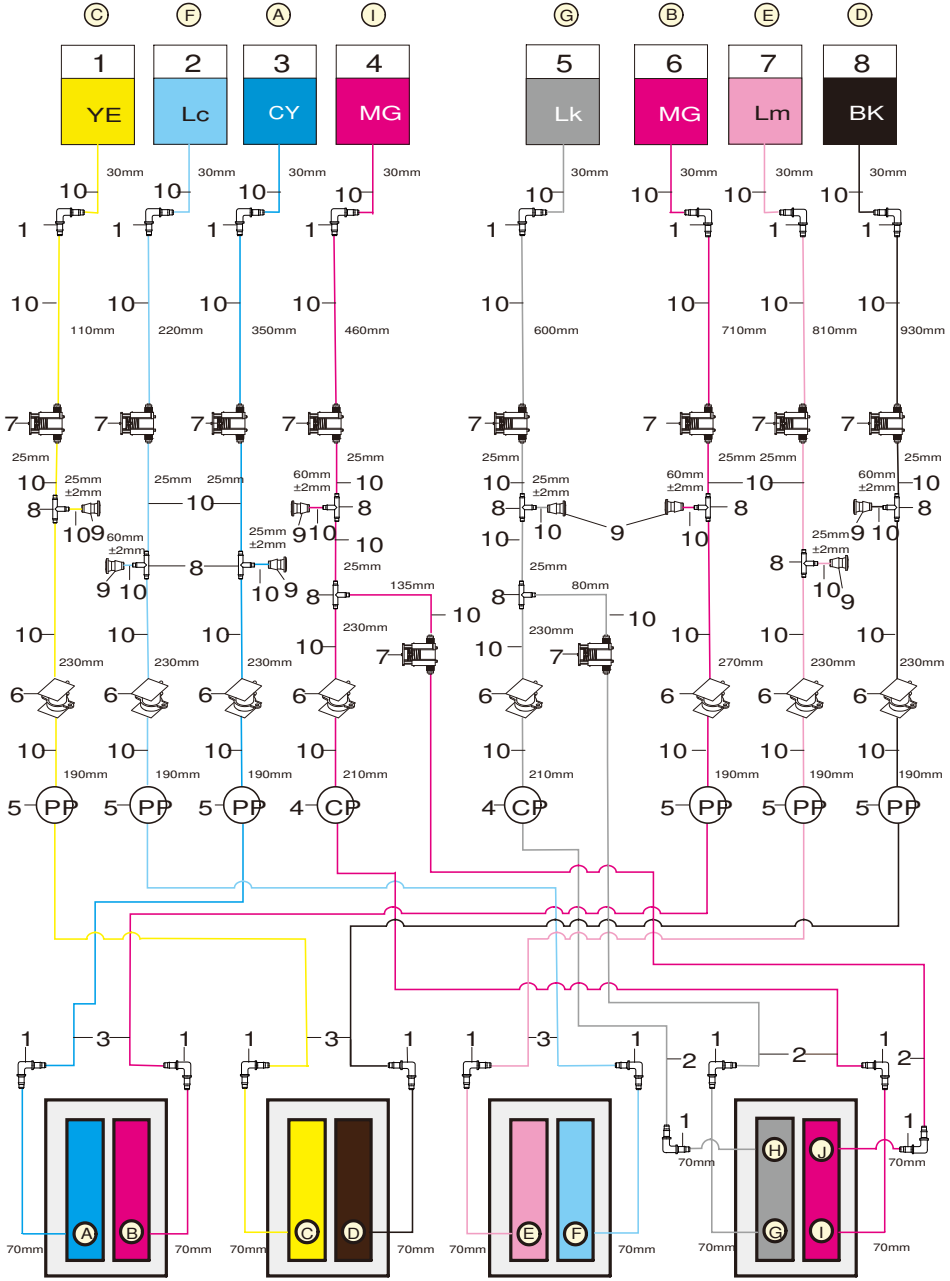 C F A I G B E D
1 2 3 4 5 6 7 8
YE Lc CY MG Lk MG Lm BK
30mm 30mm 30mm 30mm 30mm 30mm 30mm 30mm
10 10 10 10 10 10 10 10
1 1 1 1 1 1 1 1
10 10 10 10 10 10 10 10
110mm 220mm 350mm 460mm 600mm 710mm 810mm 930mm
7 7 7 7 7 7 7 7
25mm 25mm 25mm 25mm 25mm 25mm 25mm 25mm
10 25mm 60mm 10 10 25mm 60mm 10 60mm 10
±2mm ±2mm ±2mm ±2mm ±2mm
8 10 8 8 8 8
10 9 9 10 10 9 10 9 10
60mm 25mm 10 10 25mm
±2mm ±2mm ±2mm
8 25mm 25mm 8
9 10 10 9 8 135mm 8 80mm 10 9
10 10
10 10 10 10 230mm 10 230mm 10 10 10
230mm 230mm 230mm 7 7 270mm 230mm 230mm
6 6 6 6 6 6 6 6
10 10 10 10 10 10 10 10
190mm 190mm 190mm 210mm 210mm 190mm 190mm 190mm
5 PP 5 PP 5 PP 4 CP 4 CP 5 PP 5 PP 5 PP
1 3 1 1 3 1 1 3 1 1 2 1
2 2
1 1
H J
70mm 70mm
A B C D E F G I
70mm 70mm 70mm 70mm 70mm 70mm 70mm 70mm